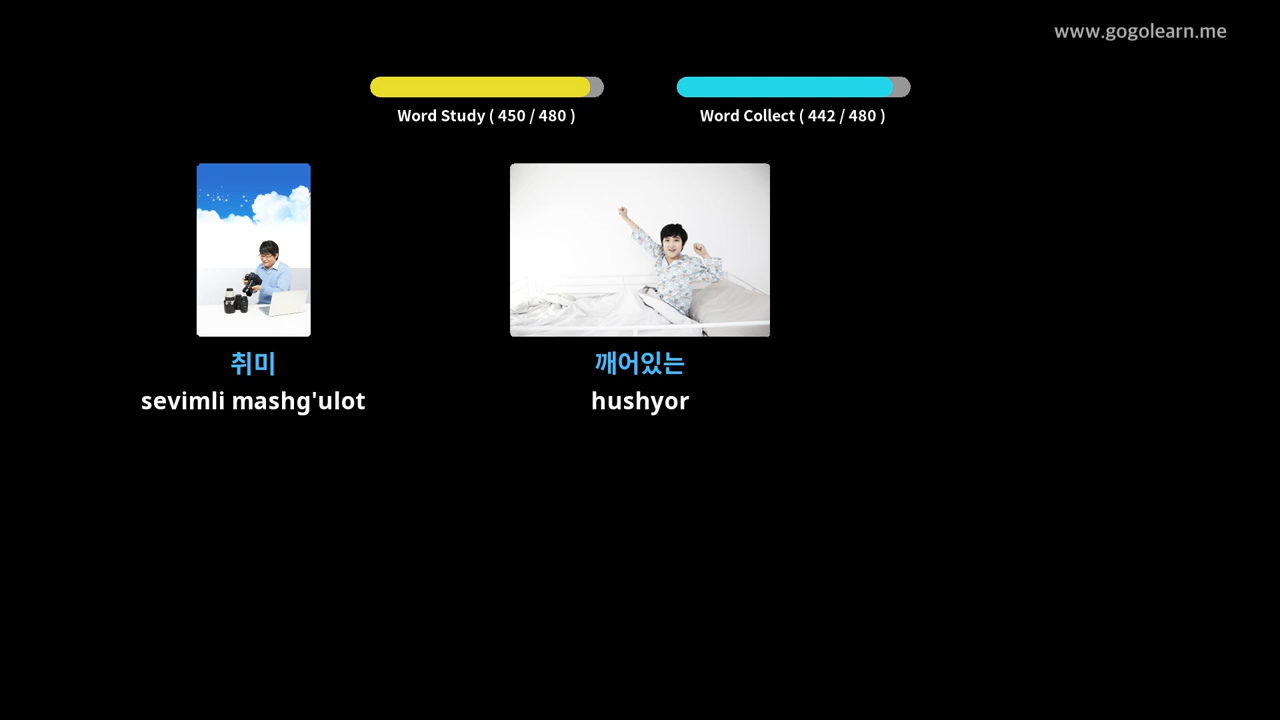 www.gogolearn.me
Word Study ( 450 / 480 )
Word Collect ( 442 / 480 )
취미
sevimli mashg'ulot
깨어있는
hushyor